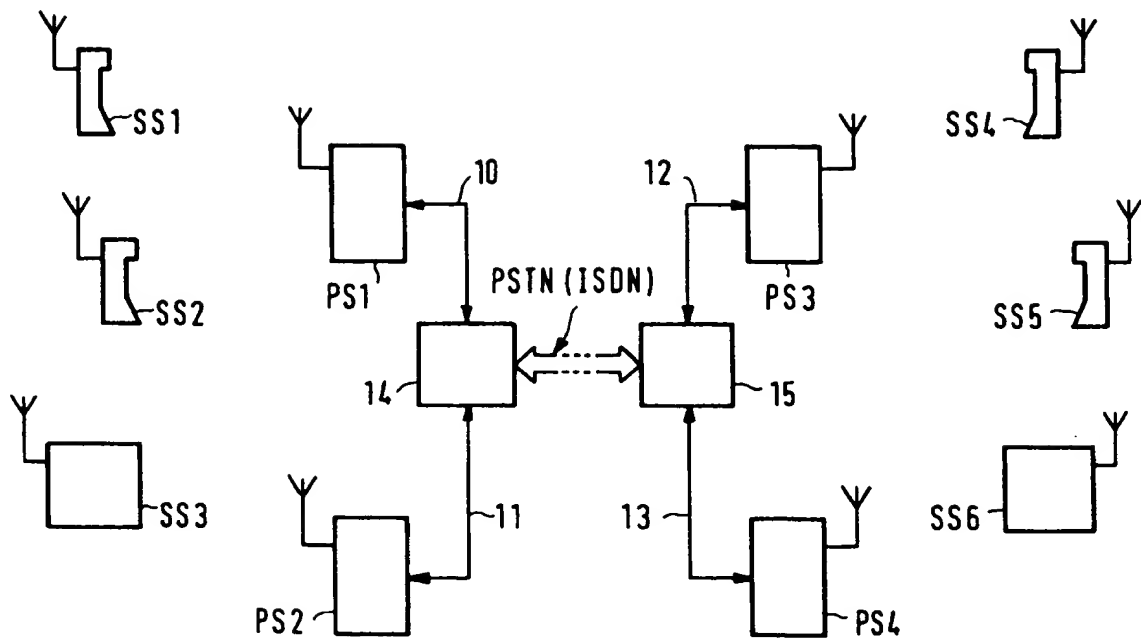 SS1
SS4
10
12
PS1
PS3
SS2
SS5
PSTN (ISDN)
14
15
SS3
11
13
SS6
PS2
PS4